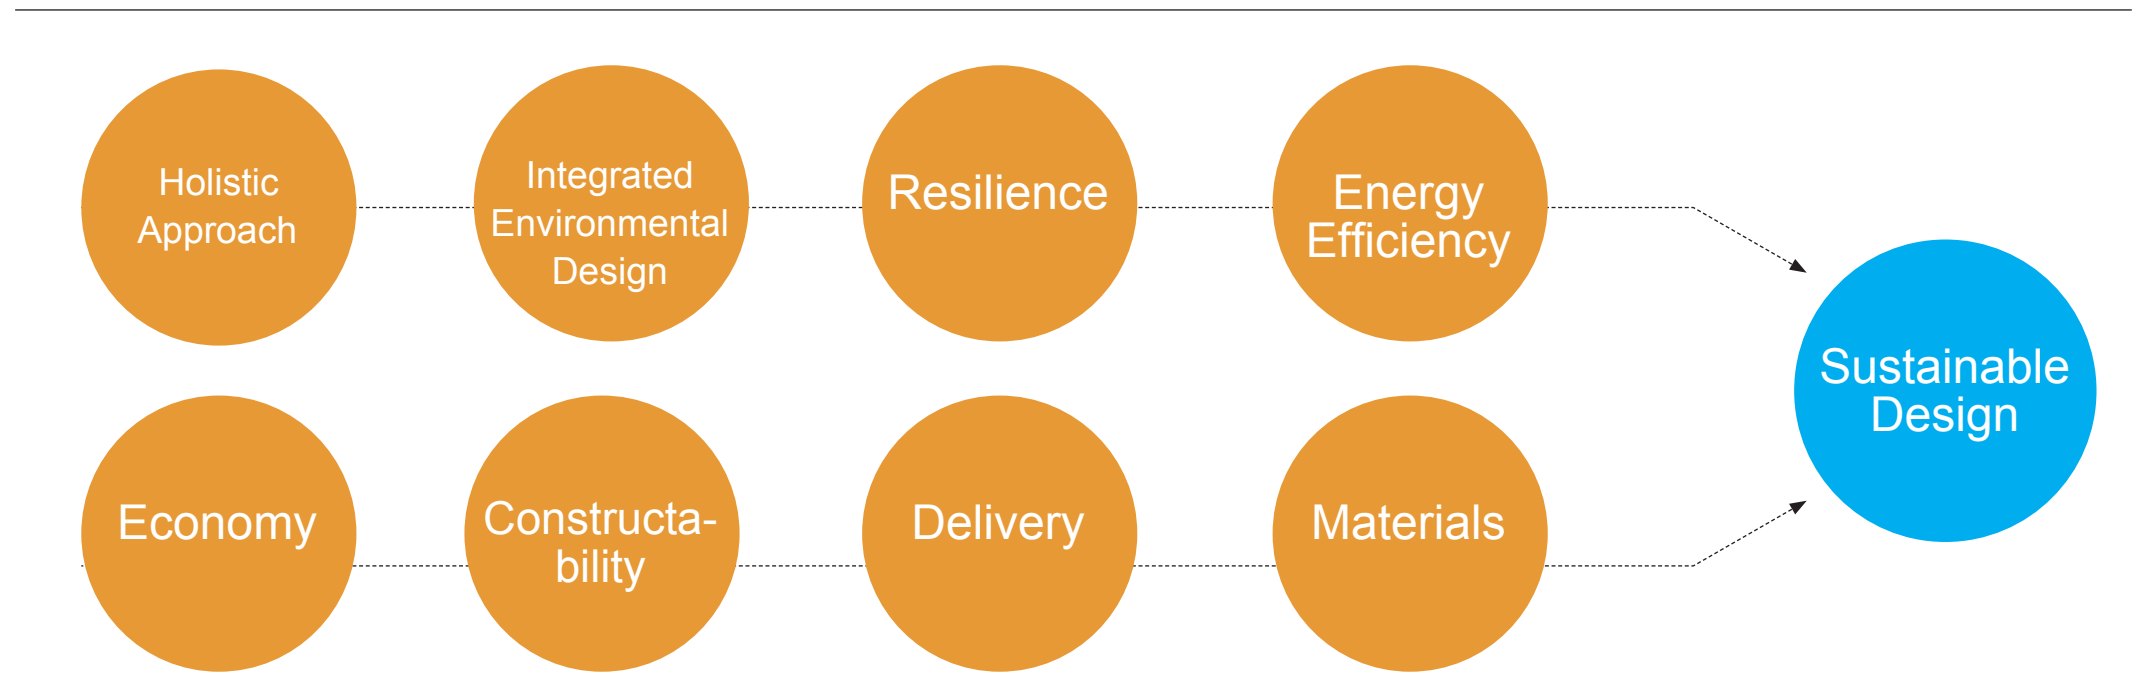 Holistic
Approach
Integrated
Environmental
Design
Resilience
Energy
Efficiency
Sustainable
Design
Economy
Constructa-
bility
Delivery
Materials